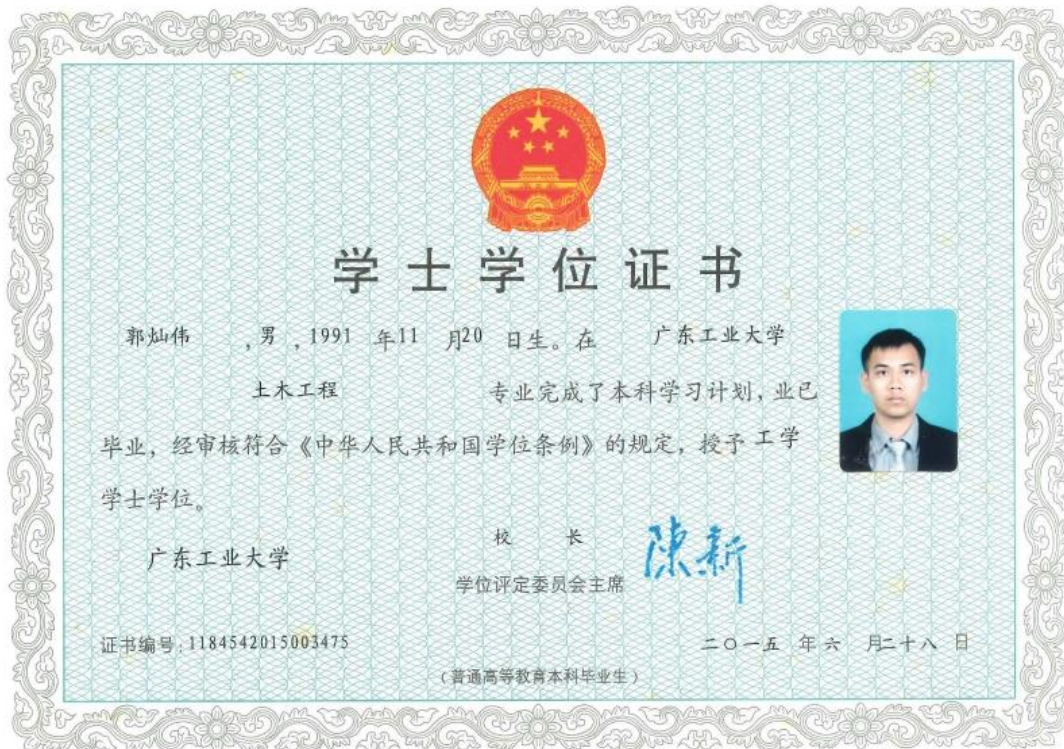 学士学位证书
郭灿伟 ,男 , 1991 年11 月20 日生。在 广东工业大学
土木工程 专业完成了本科学习计划，业已
毕业，经审核符合《中华人民共和国学位条例》的规定，授予 工学
学士学位。
广东工业大学
校 长 陈新
学位评定委员会主席
证书编号:1184542015003475
二〇一五 年 六 月二十八 日
（普通高等教育本科毕业生）